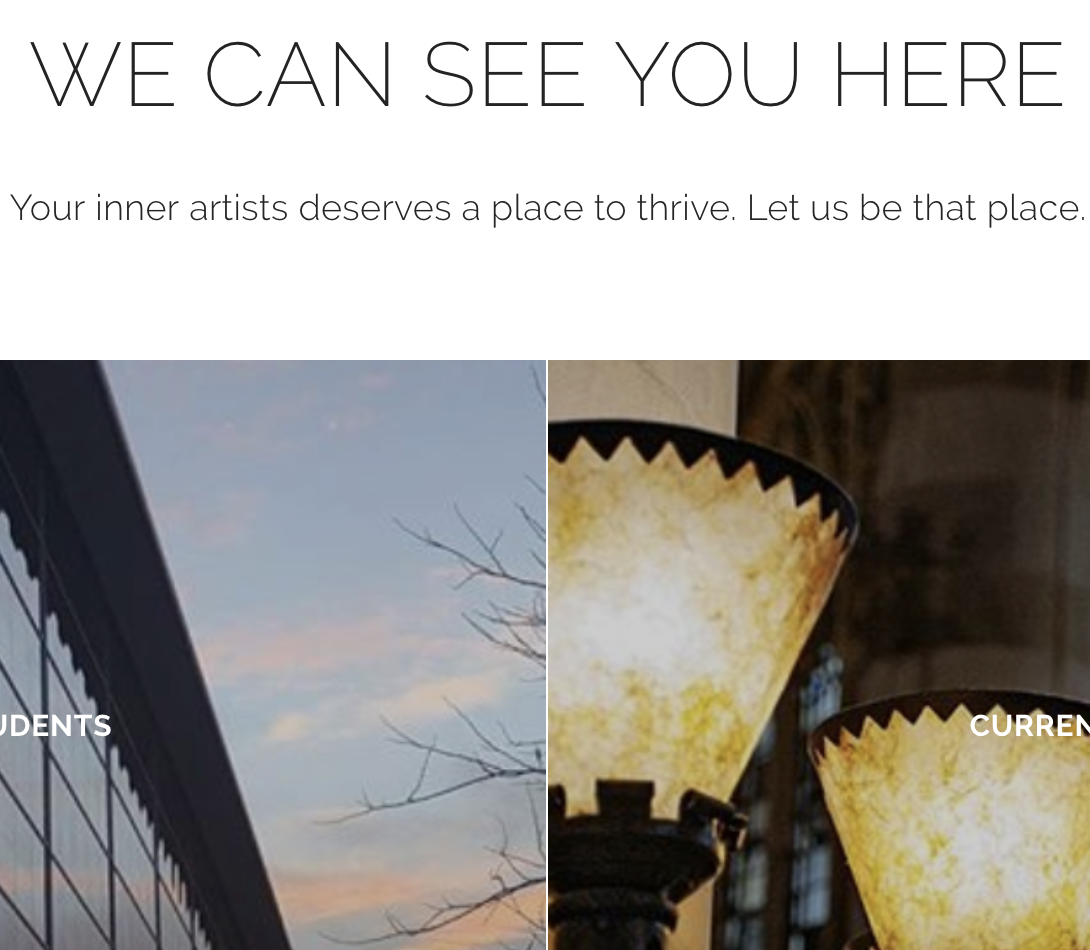 WE CAN SEE YOU HERE
Your inner artists deserves a place to thrive. Let us be that place.
UDENTS
CURREN